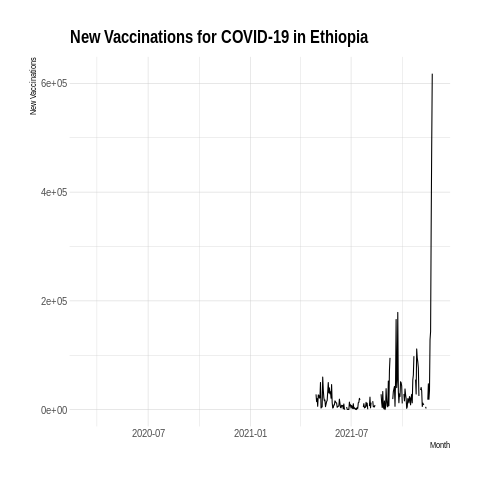 New Vaccinations for COVID-19 in Ethiopia
New Vaccinations
6e+05
4e+05
2e+05
0e+00
2020-07
2021-01
2021-07
Month